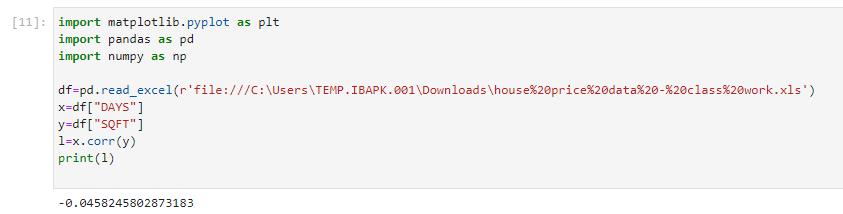 [11]: import matplotlib.pyplot as plt
import pandas as pd
import numpy as np
df=pd.read_excel(r'file:///C:\Users\TEMP.IBAPK.001\Downloads\house%20price%20data%20-%20class%20work.xls')
x=df["DAYS"]
y=df["SQFT"]
l=x.corr(y)
print(l)
-0.0458245802873183